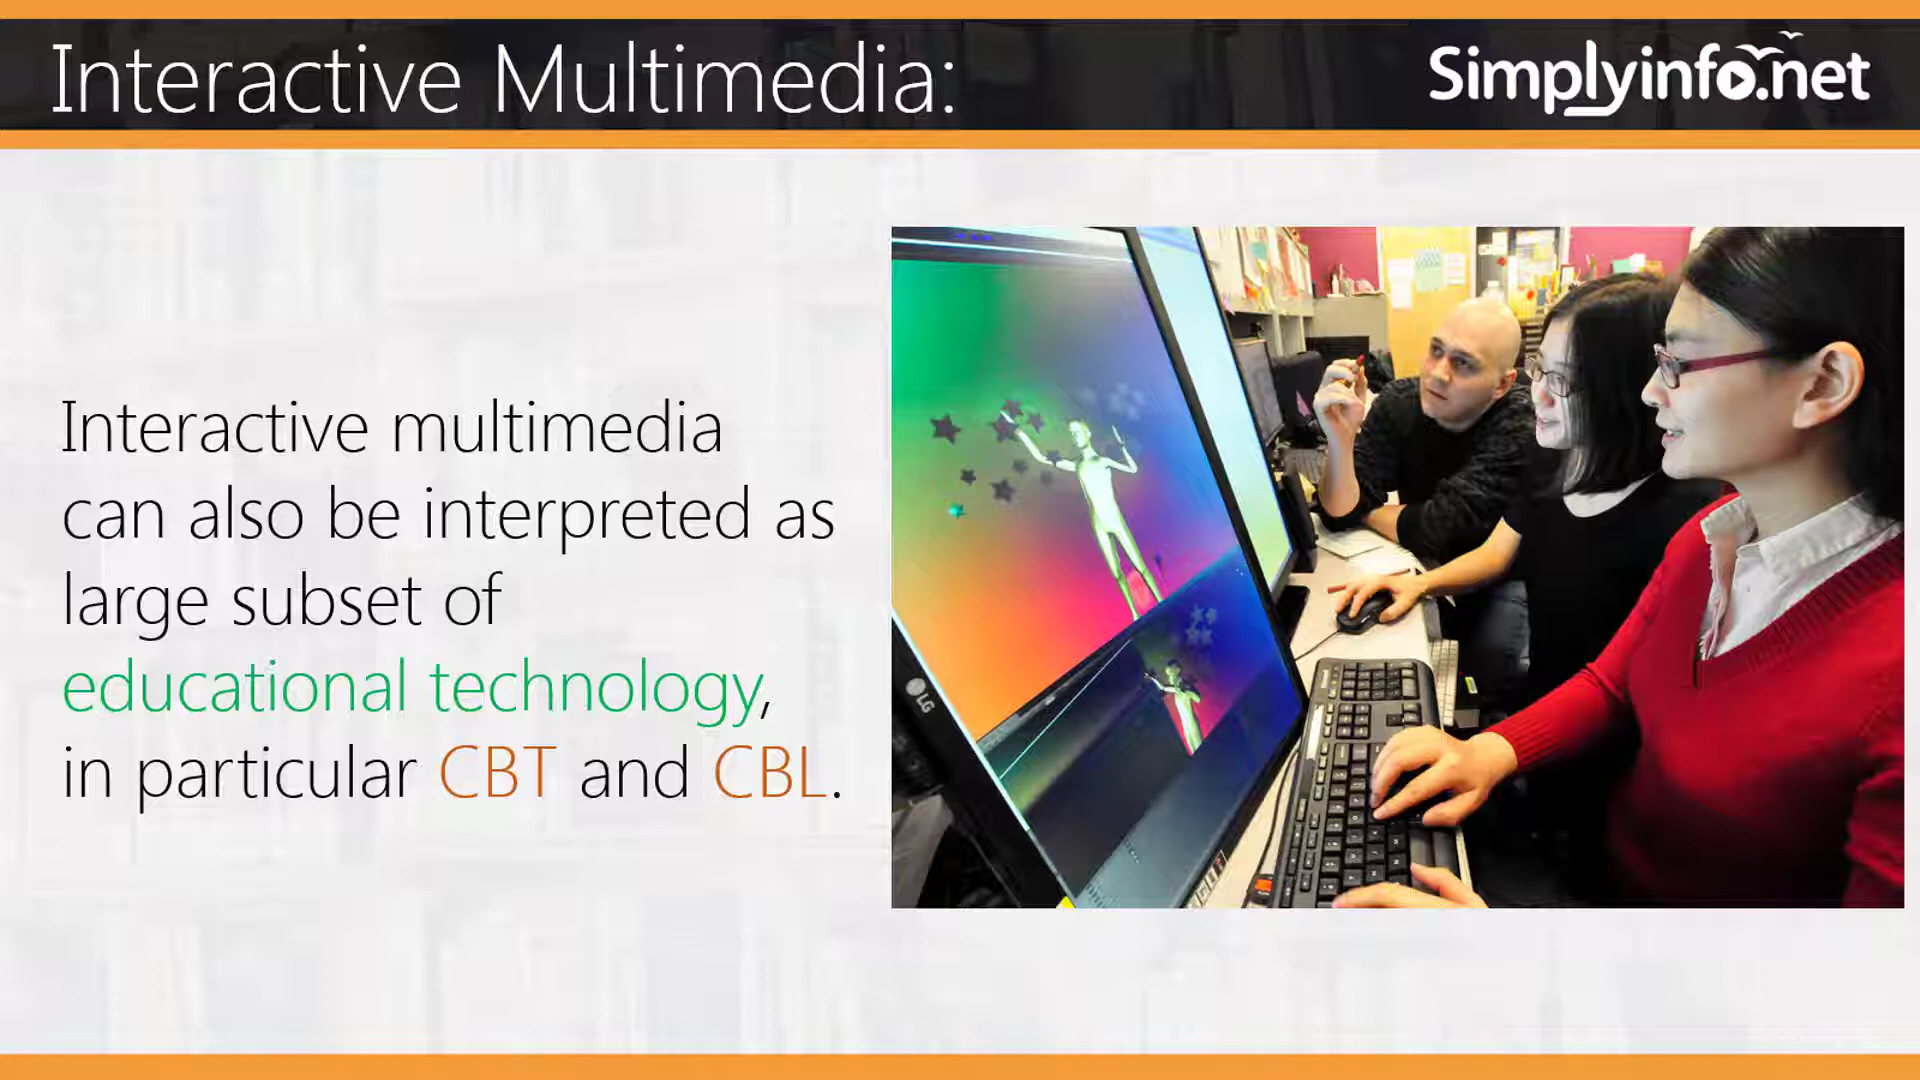 Interactive Multimedia:
Simplyinfo.net
Interactive multimedia
can also be interpreted as
large subset of
educational technology,
in particular CBT and CBL.
LG